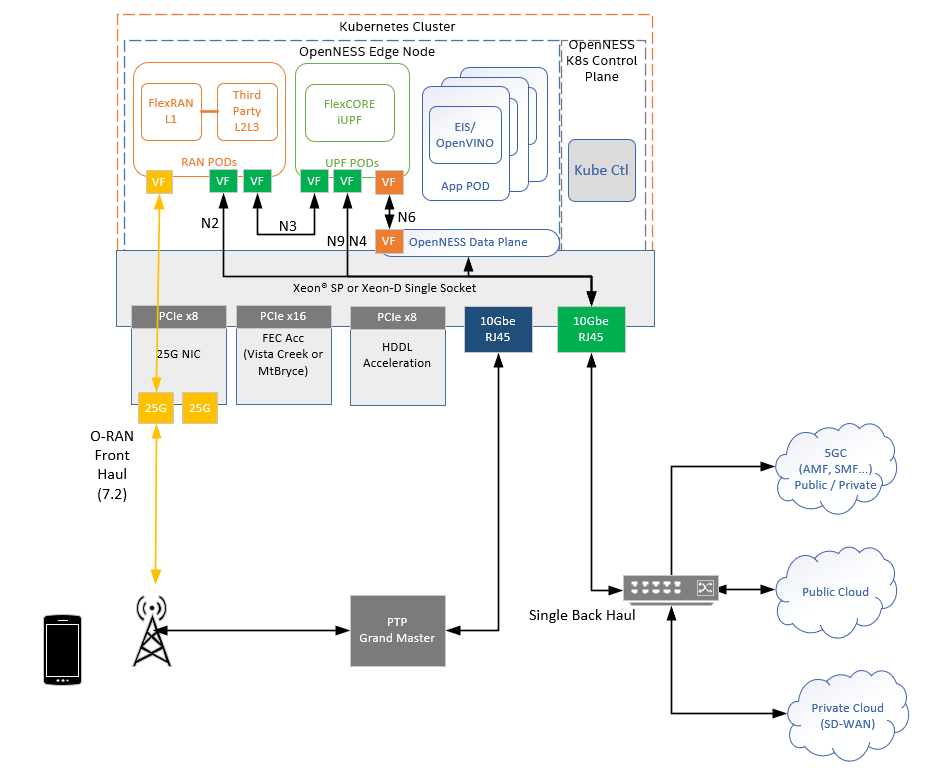 Kubernetes Cluster
OpenNESS Edge Node
OpenNESS
K8s Control
Plane
FlexRAN
L1
Third
Party
L2L3
RAN PODs
FlexCORE
iUPF
UPF PODs
EIS/
OpenVINO
App POD
Kube Ctl
VF
VF
VF
VF
VF
VF
N2
N3
N9
N4
N6
VF
OpenNESS Data Plane
Xeon® SP or Xeon-D Single Socket
PCIe x8
25G NIC
PCIe x16
FEC Acc
(Vista Creek or
MtBryce)
PCIe x8
HDDL
Acceleration
10Gbe
RJ45
10Gbe
RJ45
25G
25G
O-RAN
Front
Haul
(7.2)
PTP
Grand Master
Single Back Haul
5GC
(AMF, SMF...)
Public / Private
Public Cloud
Private Cloud
(SD-WAN)